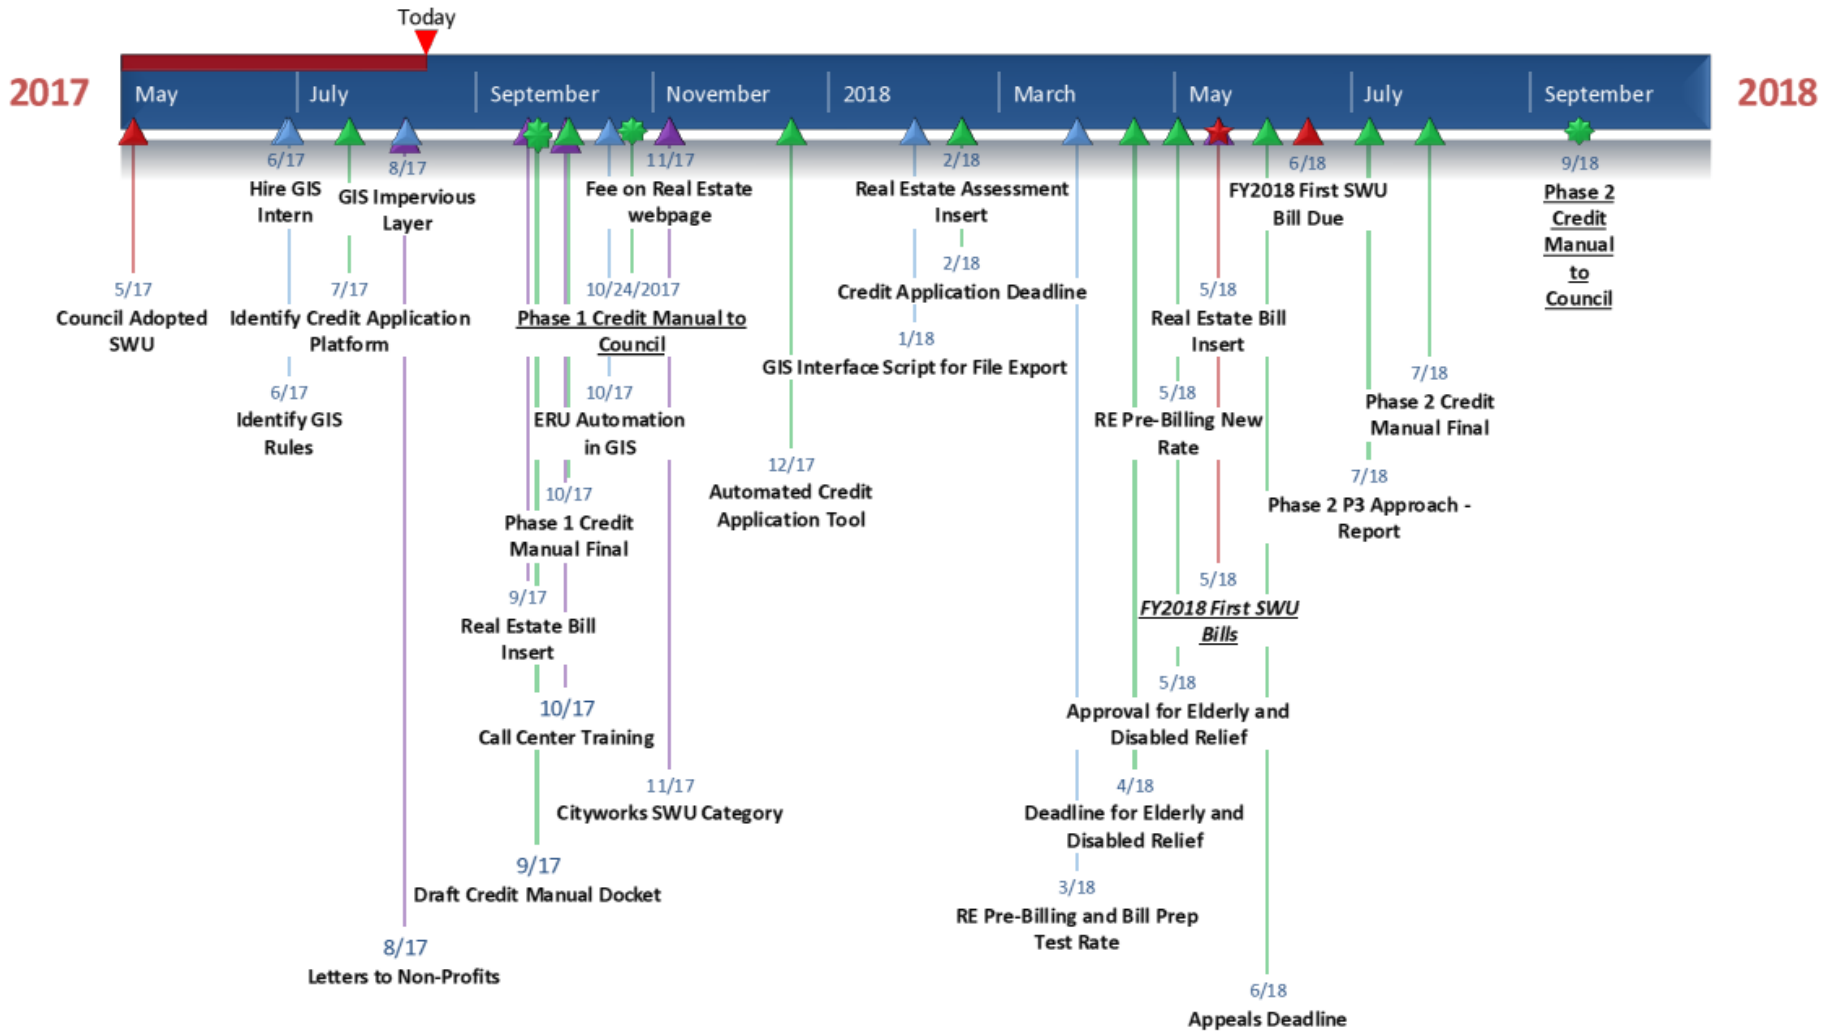 Today
2017
May
July
September
November
2018
March
May
July
September
2018
6/17
Hire GIS
Intern
8/17
GIS Impervious
Layer
11/17
Fee on Real Estate
webpage
2/18
Real Estate Assessment
Insert
6/18
FY2018 First SWU
Bill Due
9/18
Phase 2
Credit
Manual
to
Council
5/17
Council Adopted
SWU
7/17
Identify Credit Application
Platform
10/24/2017
Phase 1 Credit Manual to
Council
2/18
Credit Application Deadline
5/18
Real Estate Bill
Insert
1/18
GIS Interface Script for File Export
7/18
Phase 2 Credit
Manual Final
6/17
Identify GIS
Rules
10/17
ERU Automation
in GIS
5/18
RE Pre-Billing New
Rate
12/17
Automated Credit
Application Tool
7/18
Phase 2 P3 Approach -
Report
10/17
Phase 1 Credit
Manual Final
5/18
FY2018 First SWU
Bills
9/17
Real Estate Bill
Insert
5/18
Approval for Elderly and
Disabled Relief
10/17
Call Center Training
11/17
Cityworks SWU Category
4/18
Deadline for Elderly and
Disabled Relief
9/17
Draft Credit Manual Docket
3/18
RE Pre-Billing and Bill Prep
Test Rate
8/17
Letters to Non-Profits
6/18
Appeals Deadline